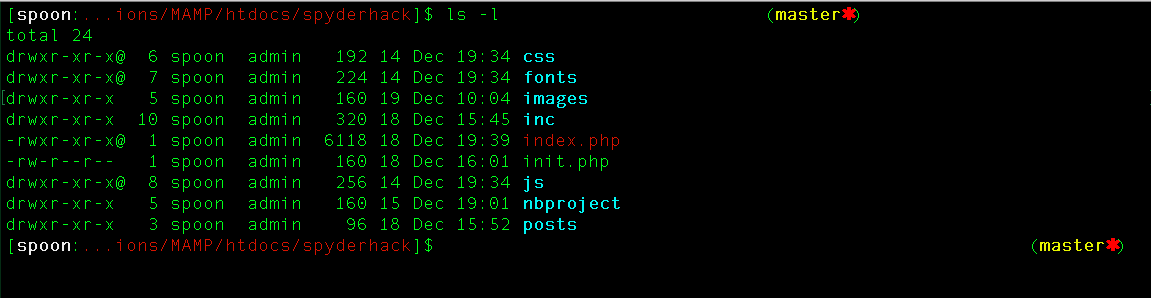 [spoon:...ions/MAMP/htdocs/spyderhack]$ ls -l (master✱)
total 24
drwxr-xr-x@  6 spoon  admin   192 14 Dec 19:34 css
drwxr-xr-x@  7 spoon  admin   224 14 Dec 19:34 fonts
drwxr-xr-x   5 spoon  admin   160 19 Dec 10:04 images
drwxr-xr-x  10 spoon  admin   320 18 Dec 15:45 inc
-rwxr-xr-x@  1 spoon  admin  6118 18 Dec 19:39 index.php
-rw-r--r--   1 spoon  admin   160 18 Dec 16:01 init.php
drwxr-xr-x@  8 spoon  admin   256 14 Dec 19:34 js
drwxr-xr-x   5 spoon  admin   160 15 Dec 19:01 nbproject
drwxr-xr-x   3 spoon  admin    96 18 Dec 15:52 posts
[spoon:...ions/MAMP/htdocs/spyderhack]$ (master✱)